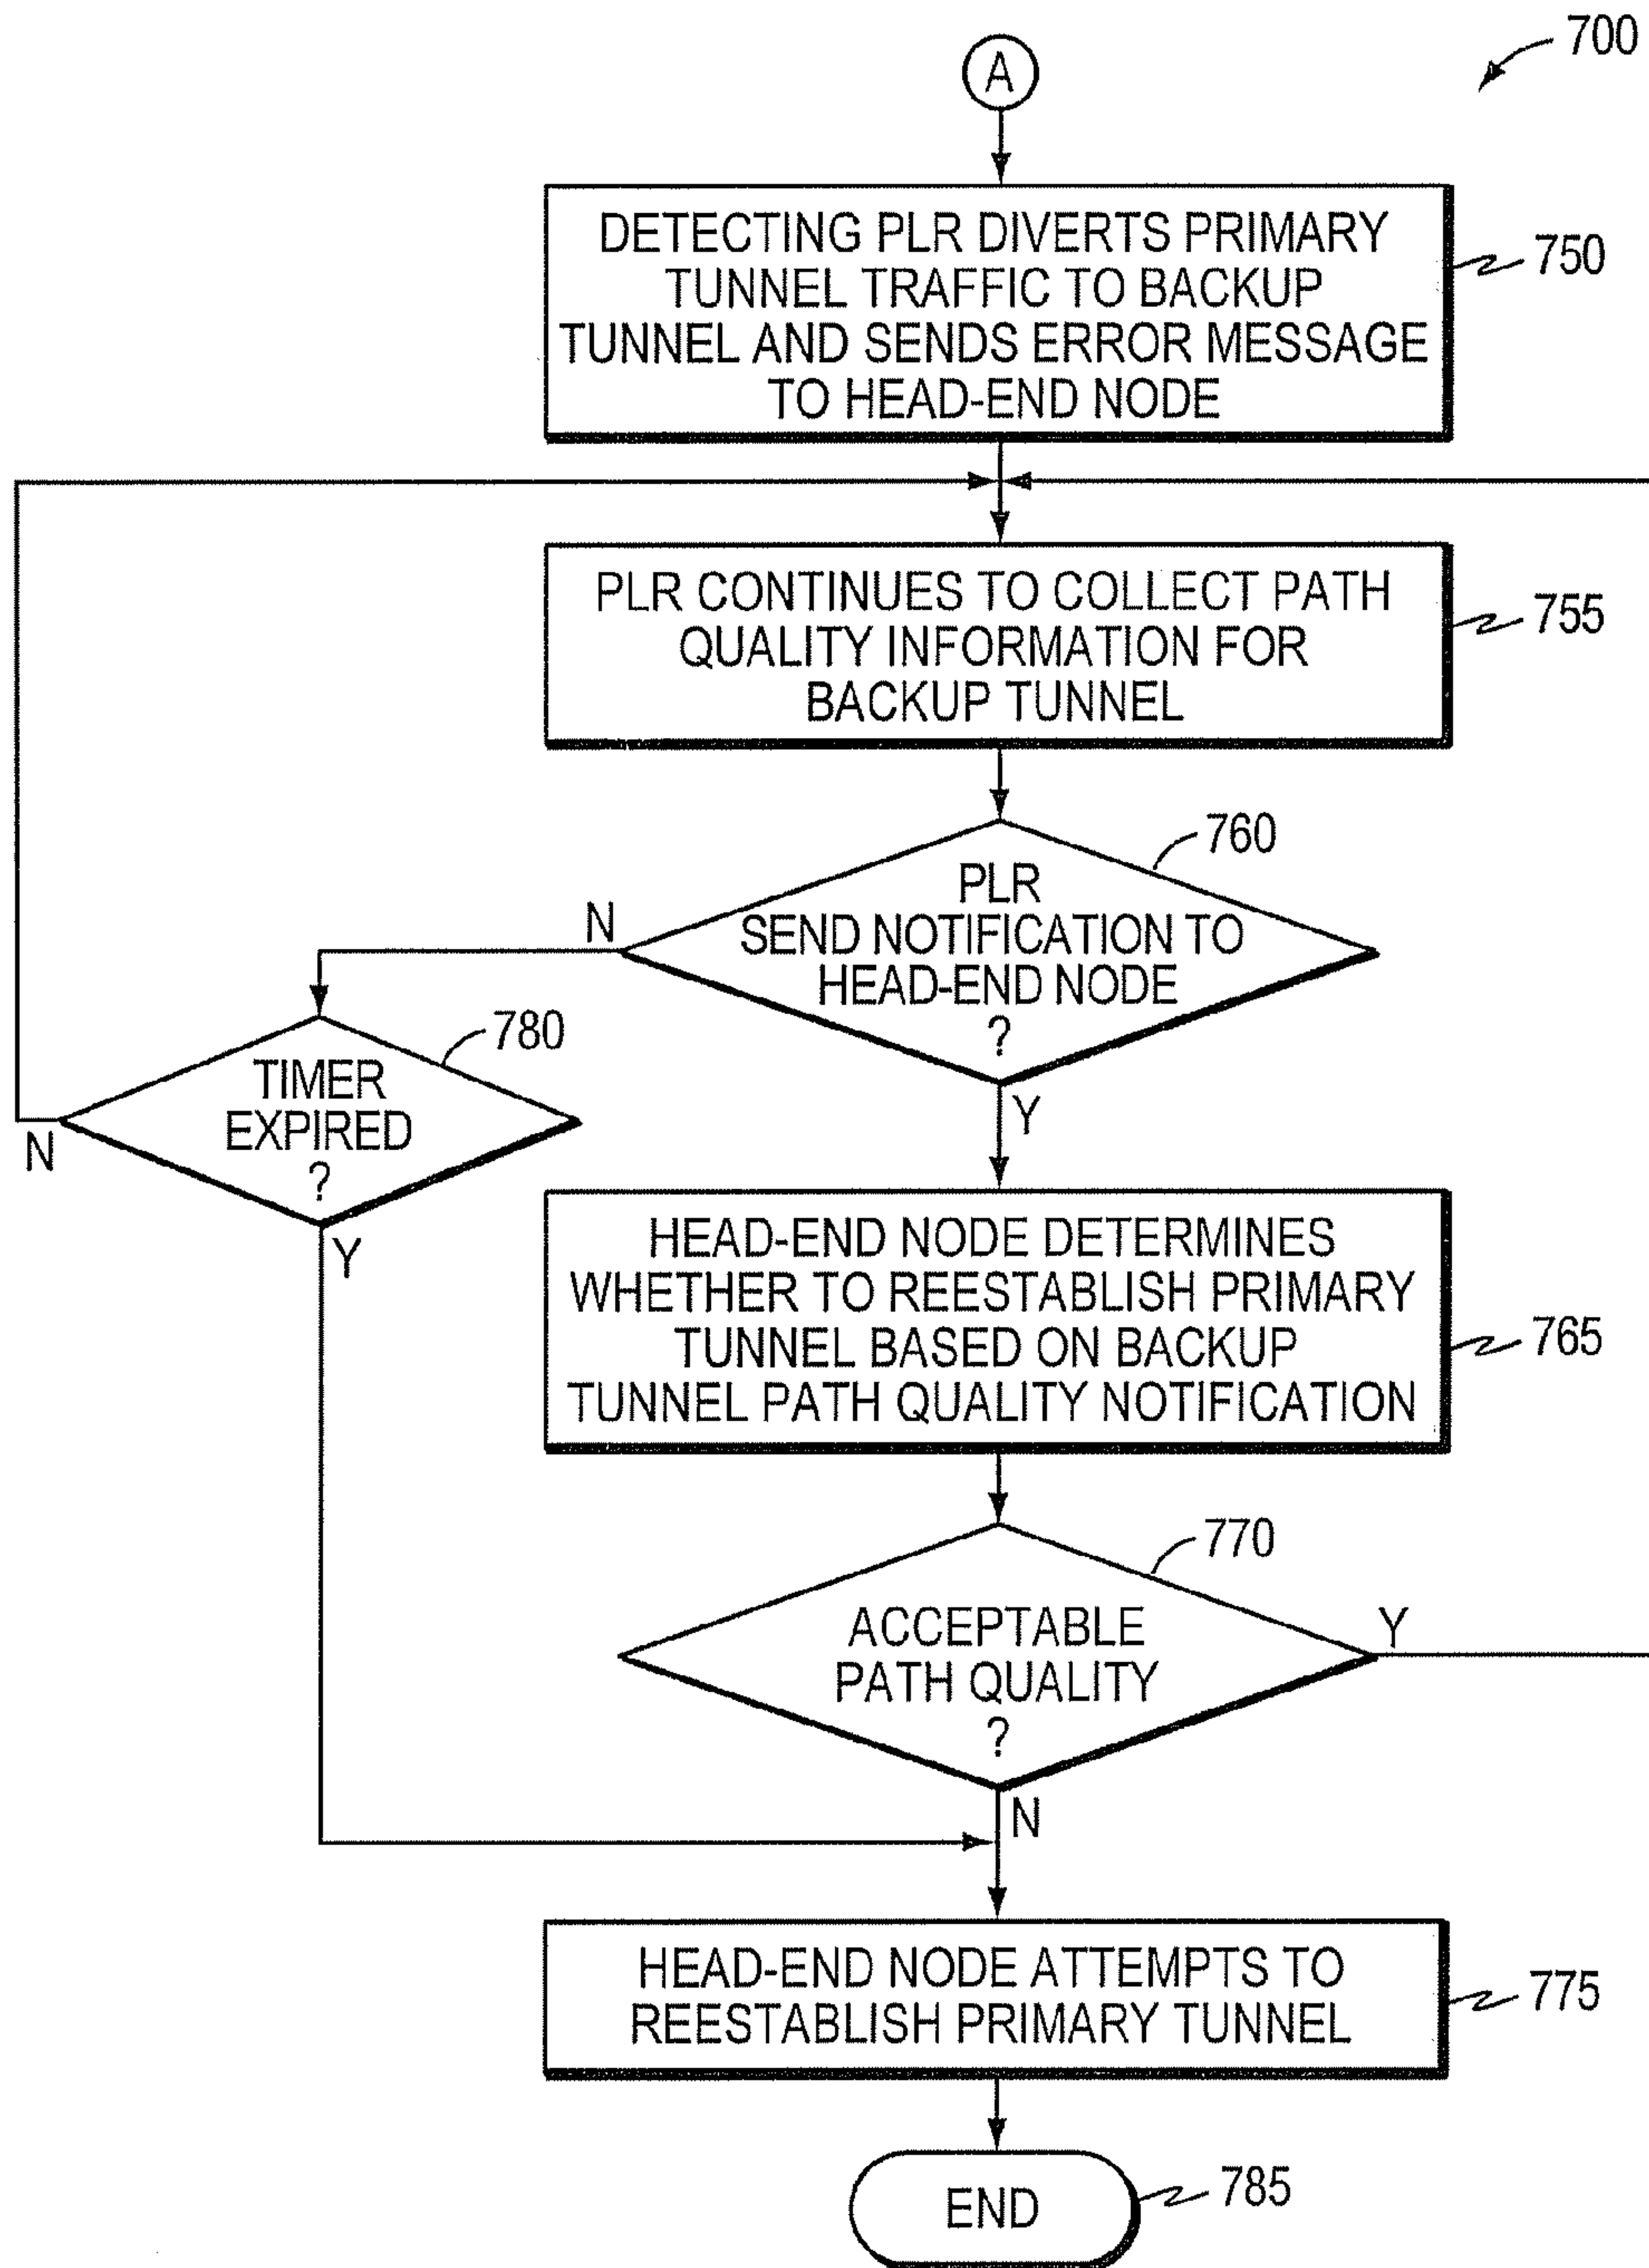 700
A
DETECTING PLR DIVERTS PRIMARY
TUNNEL TRAFFIC TO BACKUP
TUNNEL AND SENDS ERROR MESSAGE
TO HEAD-END NODE
750
PLR CONTINUES TO COLLECT PATH
QUALITY INFORMATION FOR
BACKUP TUNNEL
755
760
PLR
SEND NOTIFICATION TO
HEAD-END NODE
?
N
Y
780
TIMER
EXPIRED
?
N
Y
HEAD-END NODE DETERMINES
WHETHER TO REESTABLISH PRIMARY
TUNNEL BASED ON BACKUP
TUNNEL PATH QUALITY NOTIFICATION
765
770
ACCEPTABLE
PATH QUALITY
?
Y
N
HEAD-END NODE ATTEMPTS TO
REESTABLISH PRIMARY TUNNEL
775
END
785